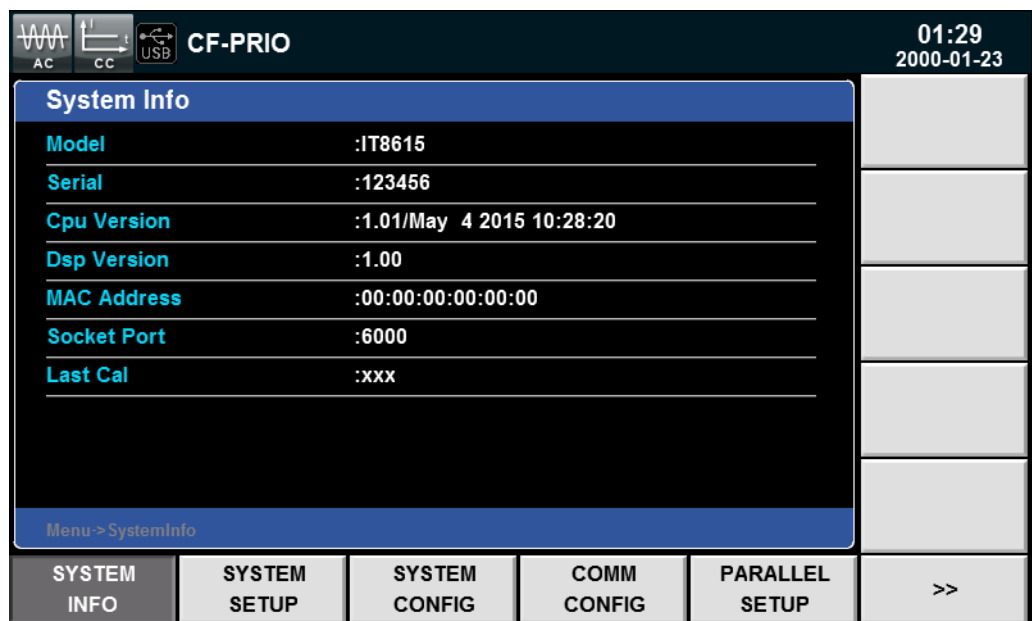 AC CC t USB CF-PRIO 01:29
2000-01-23
System Info
Model :IT8615
Serial :123456
Cpu Version :1.01/May  4 2015 10:28:20
Dsp Version :1.00
MAC Address :00:00:00:00:00:00
Socket Port :6000
Last Cal :xxx
Menu->SystemInfo
SYSTEM INFO
SYSTEM SETUP
SYSTEM CONFIG
COMM CONFIG
PARALLEL SETUP
>>